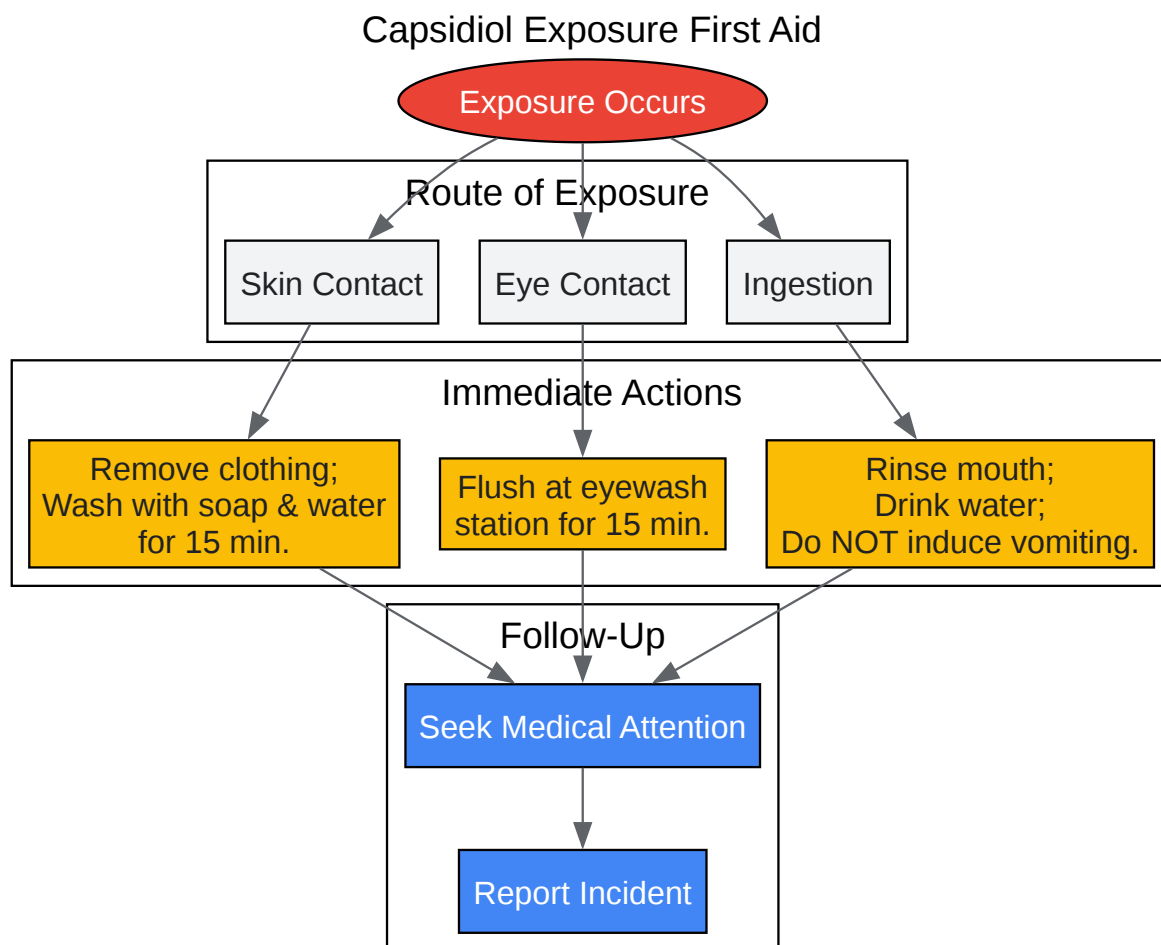 Capsidiol Exposure First Aid
Exposure Occurs
Route of Exposure
Skin Contact
Eye Contact
Ingestion
Immediate Actions
Remove clothing;
Wash with soap & water
for 15 min.
Flush at eyewash
station for 15 min.
Rinse mouth;
Drink water;
Do NOT induce vomiting.
Follow-Up
Seek Medical Attention
Report Incident